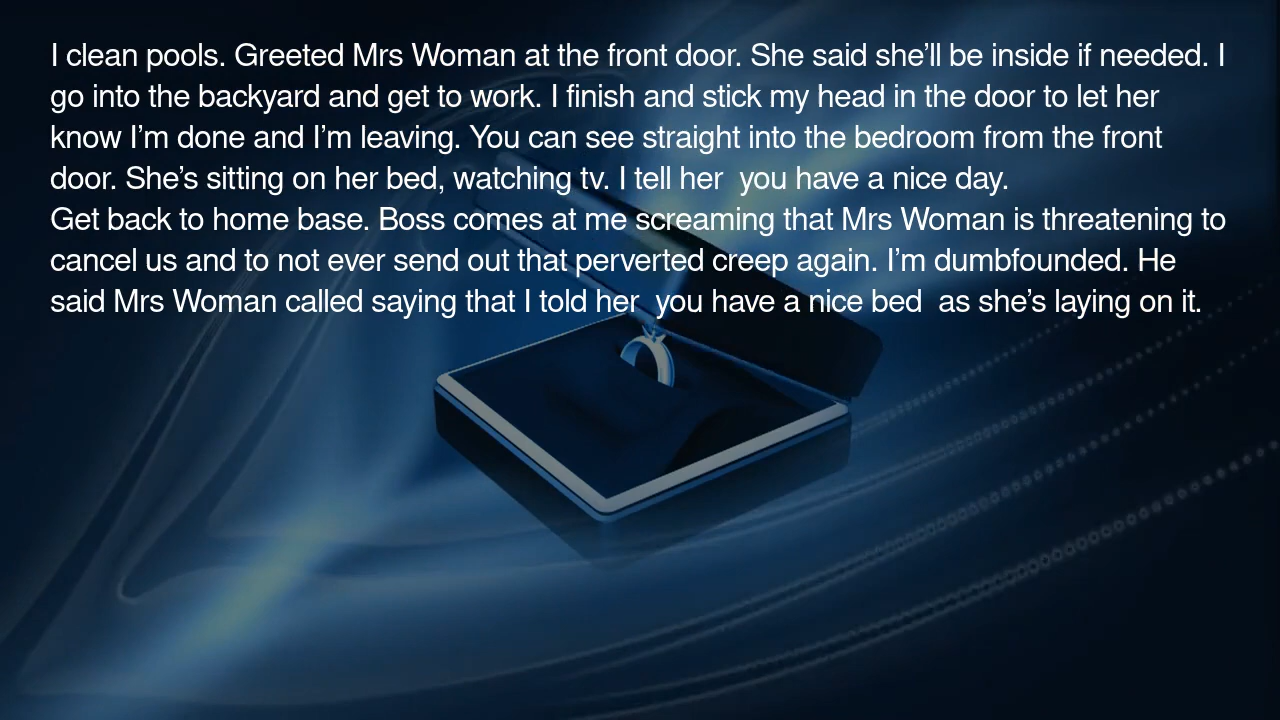 I clean pools. Greeted Mrs Woman at the front door. She said she’ll be inside if needed. I
go into the backyard and get to work. I finish and stick my head in the door to let her
know I’m done and I’m leaving. You can see straight into the bedroom from the front
door. She’s sitting on her bed, watching tv. I tell her  you have a nice day.
Get back to home base. Boss comes at me screaming that Mrs Woman is threatening to
cancel us and to not ever send out that perverted creep again. I’m dumbfounded. He
said Mrs Woman called saying that I told her  you have a nice bed  as she’s laying on it.